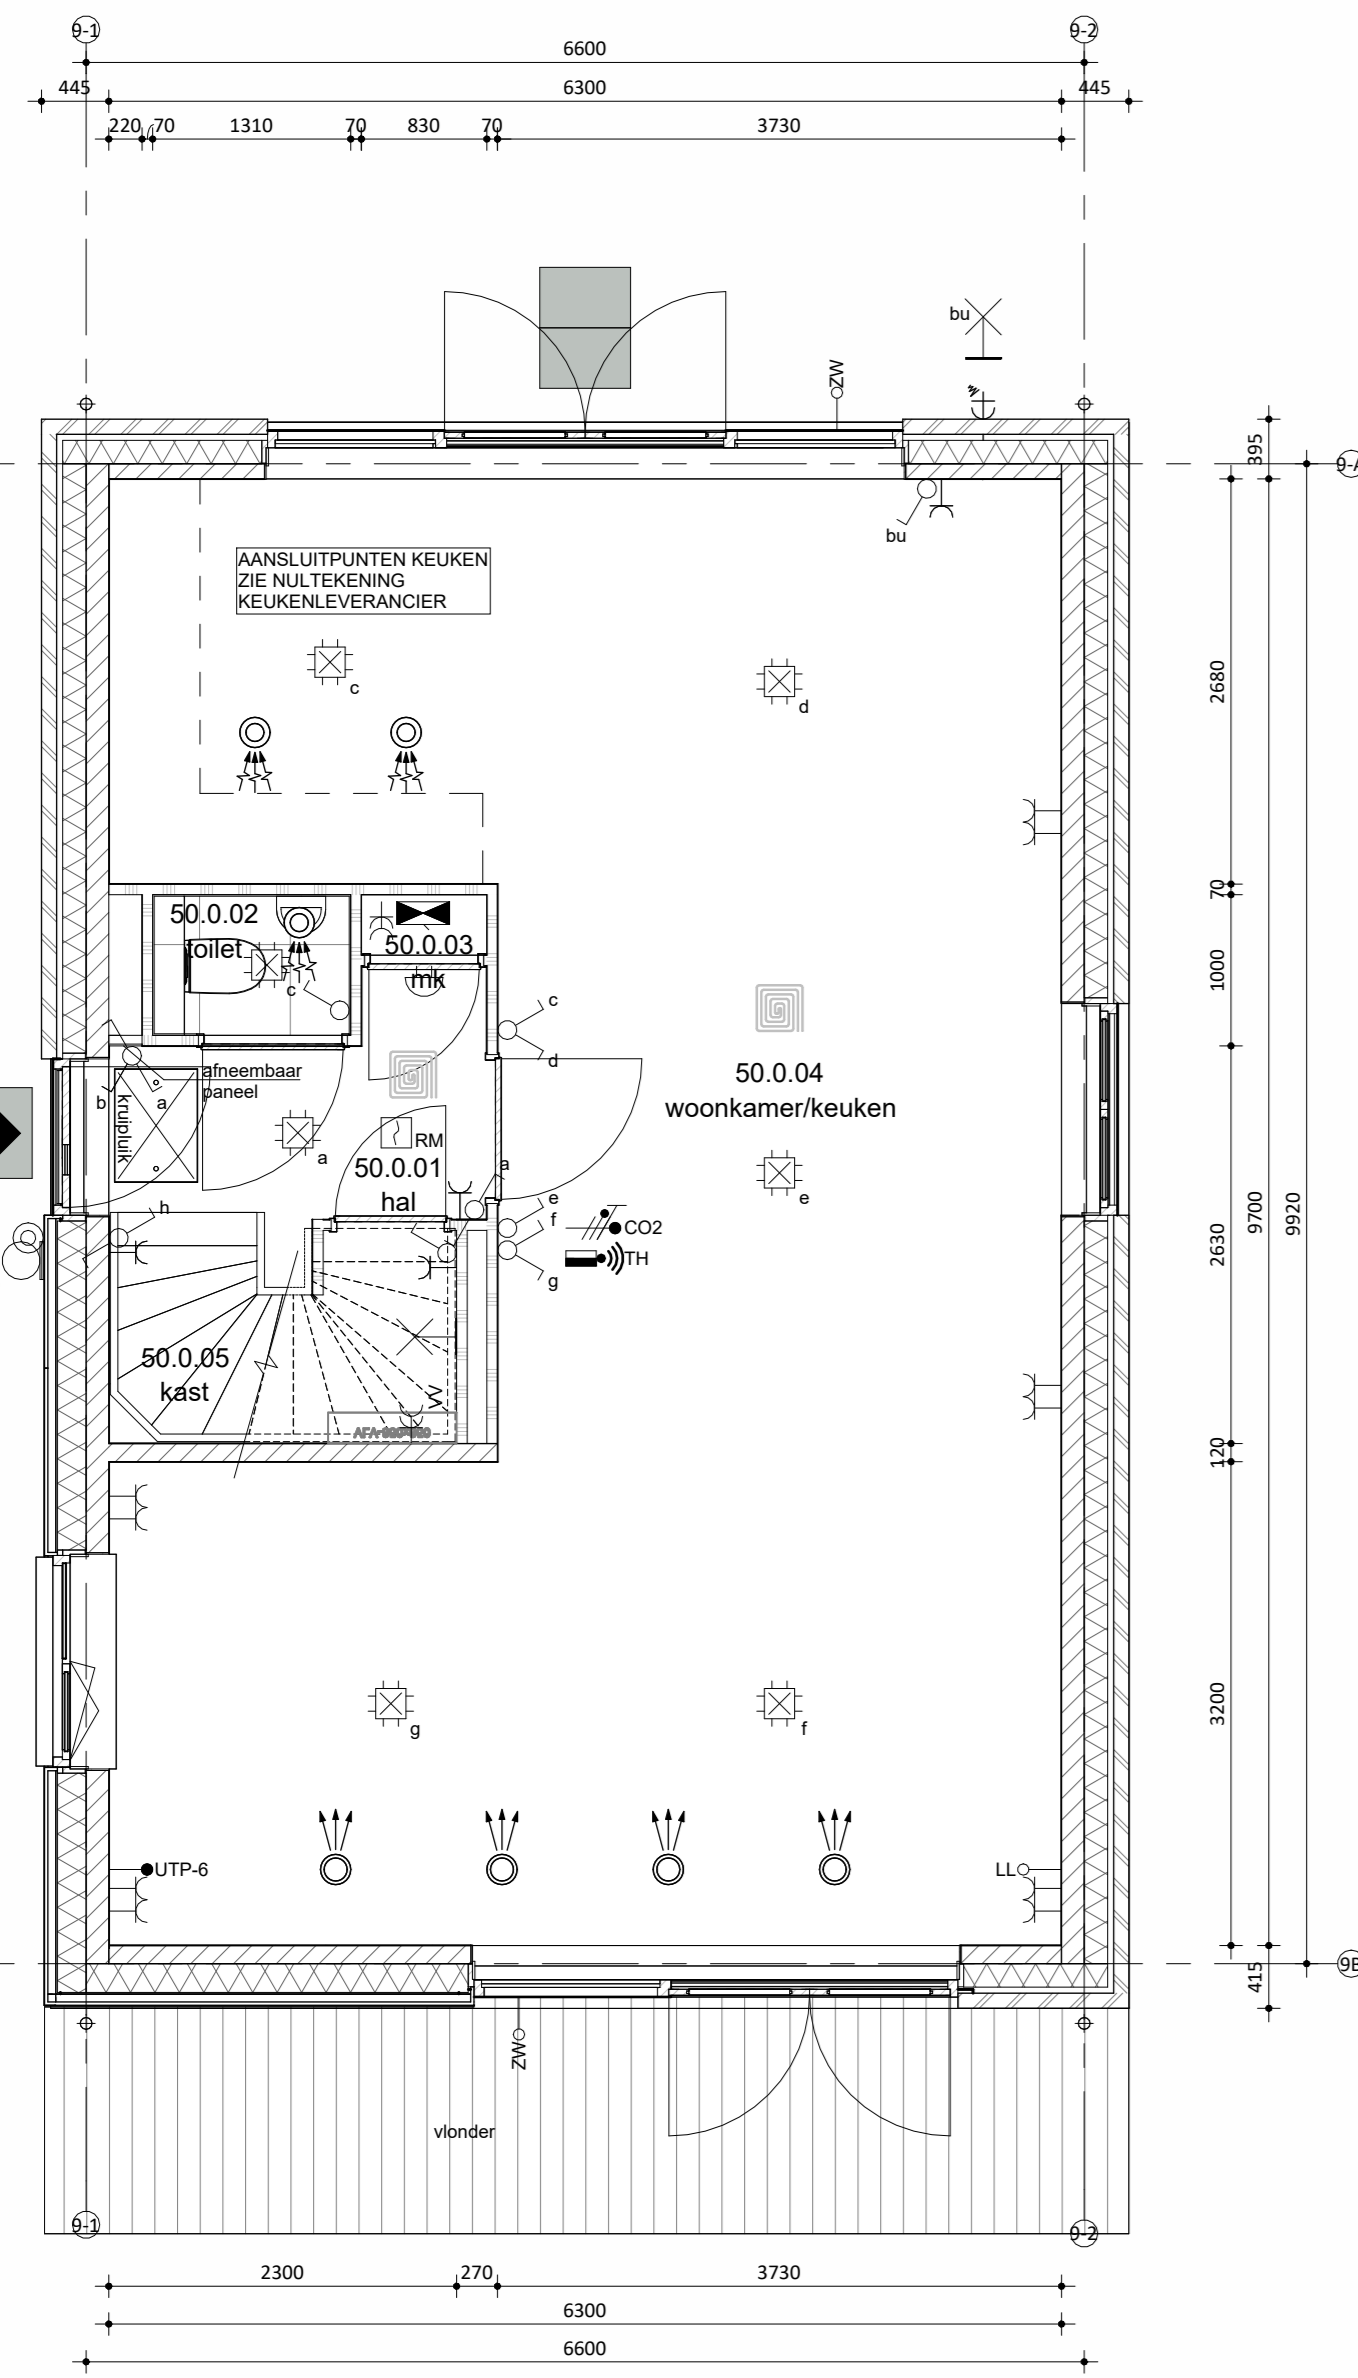 9-1
9-2
6600
445
6300
445
220
70
1310
70
830
70
3730
bu
ZW
395
9-A
bu
AANSLUITPUNTEN KEUKEN
ZIE NULTEKENING
KEUKENLEVERANCIER
c
d
2680
70
50.0.02
toilet
50.0.03
mk
c
1000
c
d
afneembaar
paneel
b
a
kruipluik
a
RM
50.0.01
hal
a
50.0.04
woonkamer/keuken
e
h
e
f
g
CO2
TH
2630
9700
9920
50.0.05
kast
120
g
f
3200
UTP-6
LL
9B
415
ZW
vlonder
9-1
9-2
2300
270
3730
6300
6600